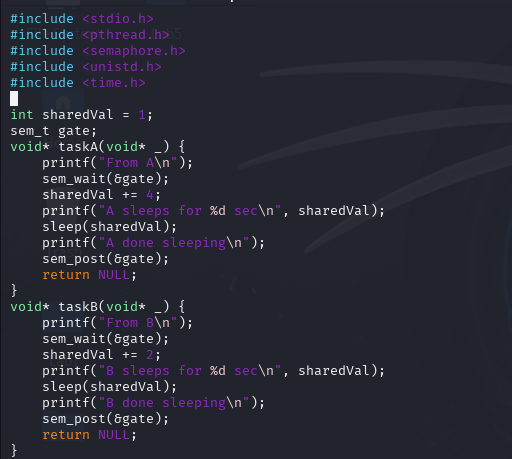 #include <stdio.h>
#include <pthread.h>
#include <semaphore.h>
#include <unistd.h>
#include <time.h>
int sharedVal = 1;
sem_t gate;
void* taskA(void* _) {
    printf("From A\n");
    sem_wait(&gate);
    sharedVal += 4;
    printf("A sleeps for %d sec\n", sharedVal);
    sleep(sharedVal);
    printf("A done sleeping\n");
    sem_post(&gate);
    return NULL;
}
void* taskB(void* _) {
    printf("From B\n");
    sem_wait(&gate);
    sharedVal += 2;
    printf("B sleeps for %d sec\n", sharedVal);
    sleep(sharedVal);
    printf("B done sleeping\n");
    sem_post(&gate);
    return NULL;
}